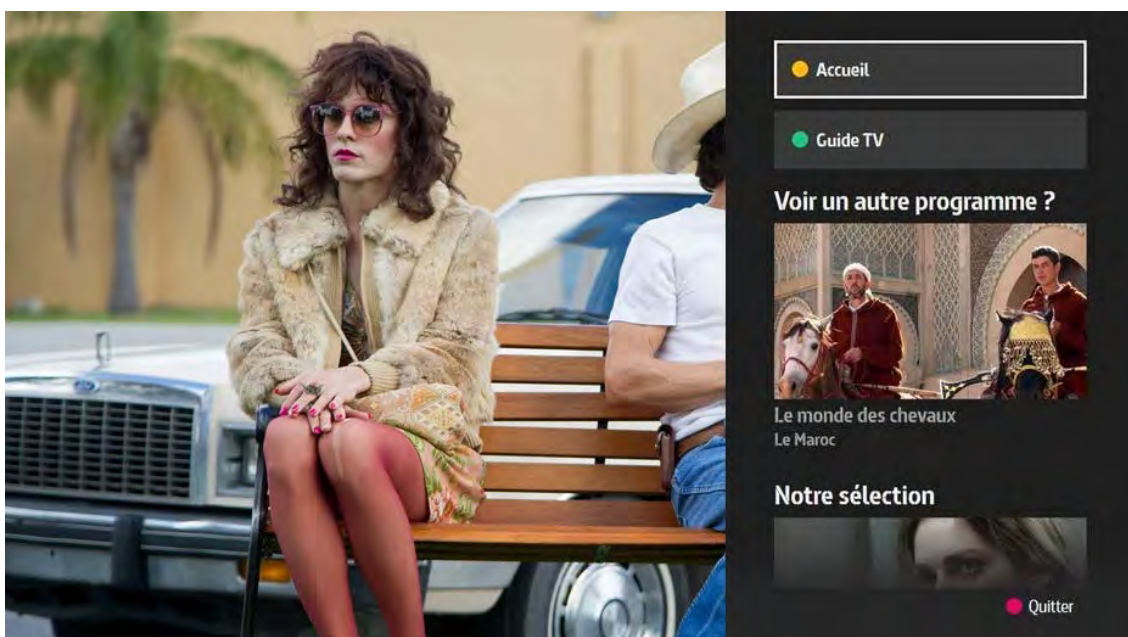 Accueil
Guide TV
Voir un autre programme ?
Le monde des chevaux
Le Maroc
Notre sélection
Quitter